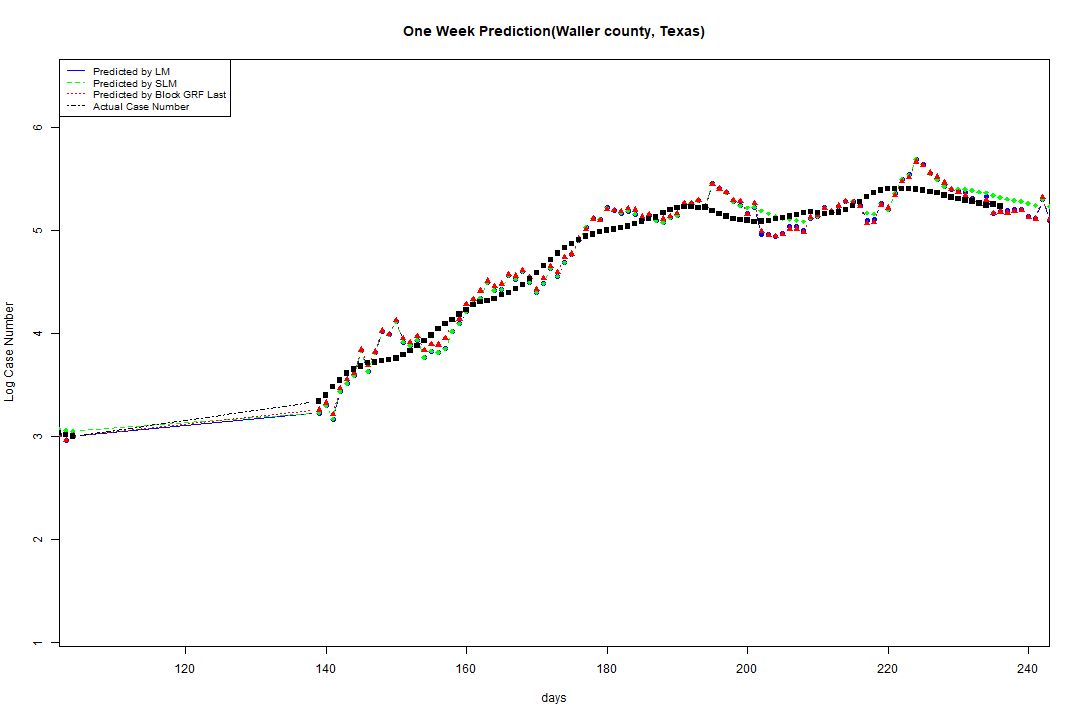 One Week Prediction(Waller county, Texas)
Predicted by LM
Predicted by SLM
Predicted by Block GRF Last
Actual Case Number
6
5
4
3
2
1
Log Case Number
120 140 160 180 200 220 240
days